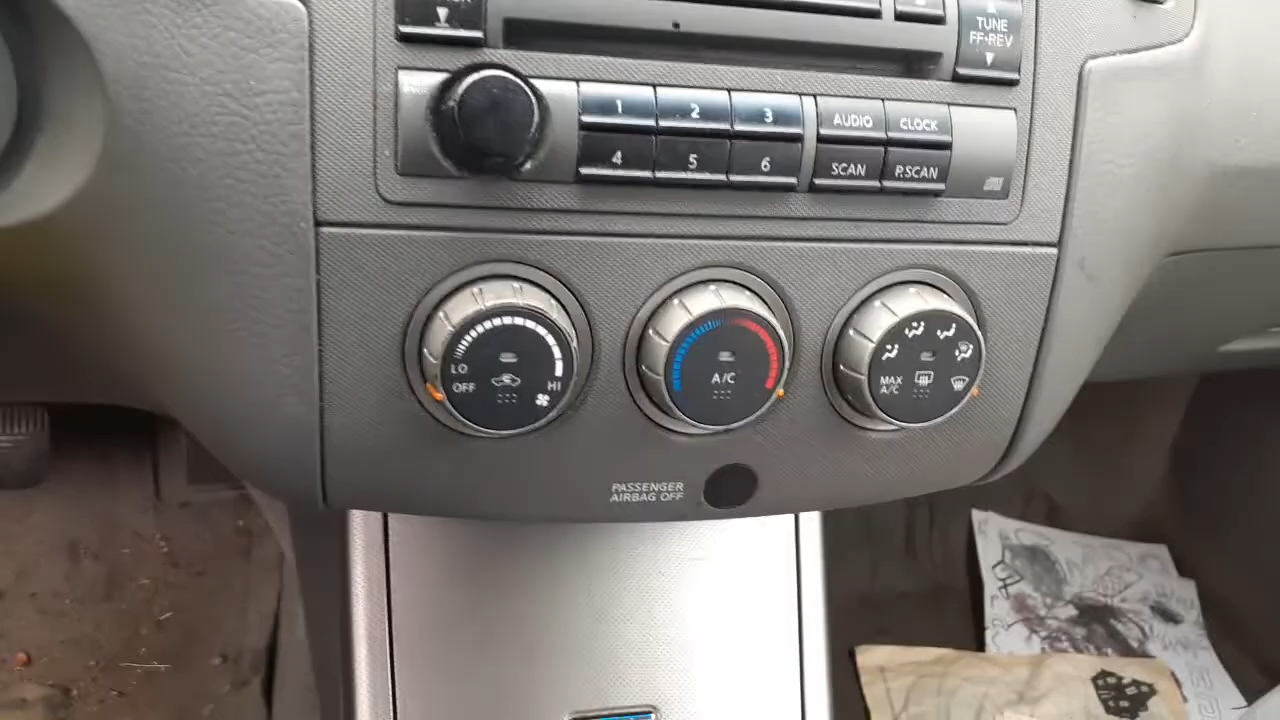 TUNE
FF•REV
1 2 3 AUDIO CLOCK
4 5 6 SCAN P.SCAN
LO
OFF HI
A/C
MAX
A/C
PASSENGER
AIRBAG OFF